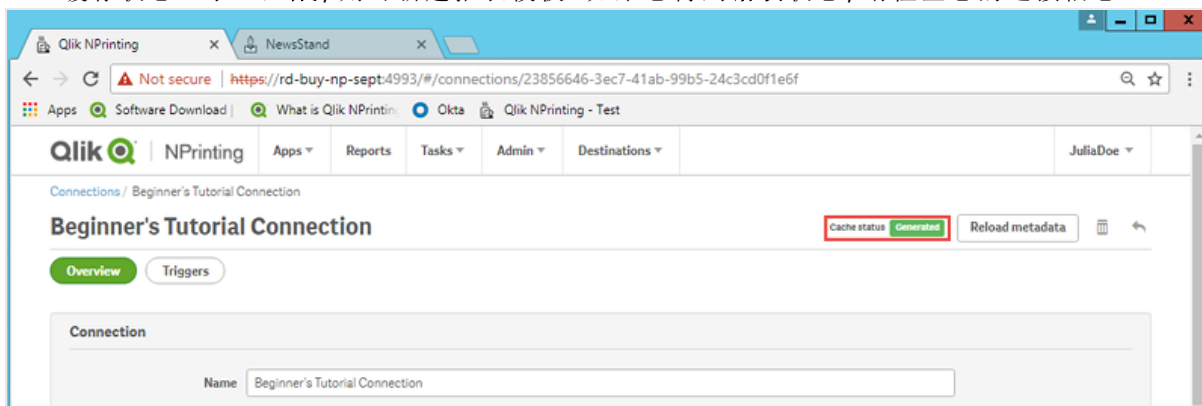 Qlik NPrinting
NewsStand
Not secure | https://rd-buy-np-sept:4993/#/connections/23856646-3ec7-41ab-99b5-24c3cd0f1e6f
Apps Software Download | What is Qlik NPrinting Okta Qlik NPrinting - Test
Qlik NPrinting Apps Reports Tasks Admin Destinations JuliaDoe
Connections / Beginner's Tutorial Connection
Beginner's Tutorial Connection Cache status Generated Reload metadata
Overview Triggers
Connection
Name Beginner's Tutorial Connection